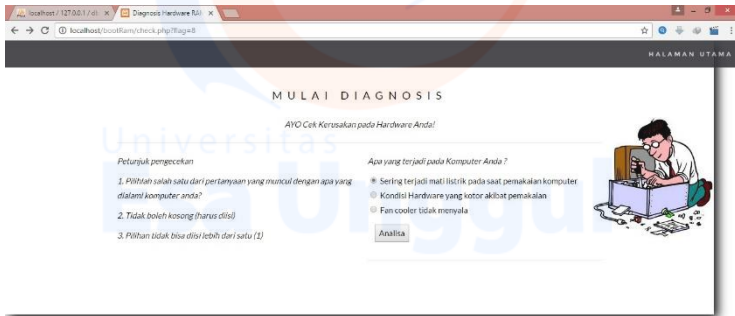 localhost / 127.0.0.1 / di
Diagnosis Hardware RAM
localhost/bootRam/check.php?flag=8
HALAMAN UTAMA
MULAI DIAGNOSIS
AYO Cek Kerusakan pada Hardware Anda!
Universitas
Esa Unggul
Petunjuk pengecekan
1. Pilihlah salah satu dari pertanyaan yang muncul dengan apa yang
dialami komputer anda?
2. Tidak boleh kosong (harus diisi)
3. Pilihan tidak bisa diisi lebih dari satu (1)
Apa yang terjadi pada Komputer Anda ?
Sering terjadi mati listrik pada saat pemakaian komputer
Kondisi Hardware yang kotor akibat pemakaian
Fan cooler tidak menyala
Analisa